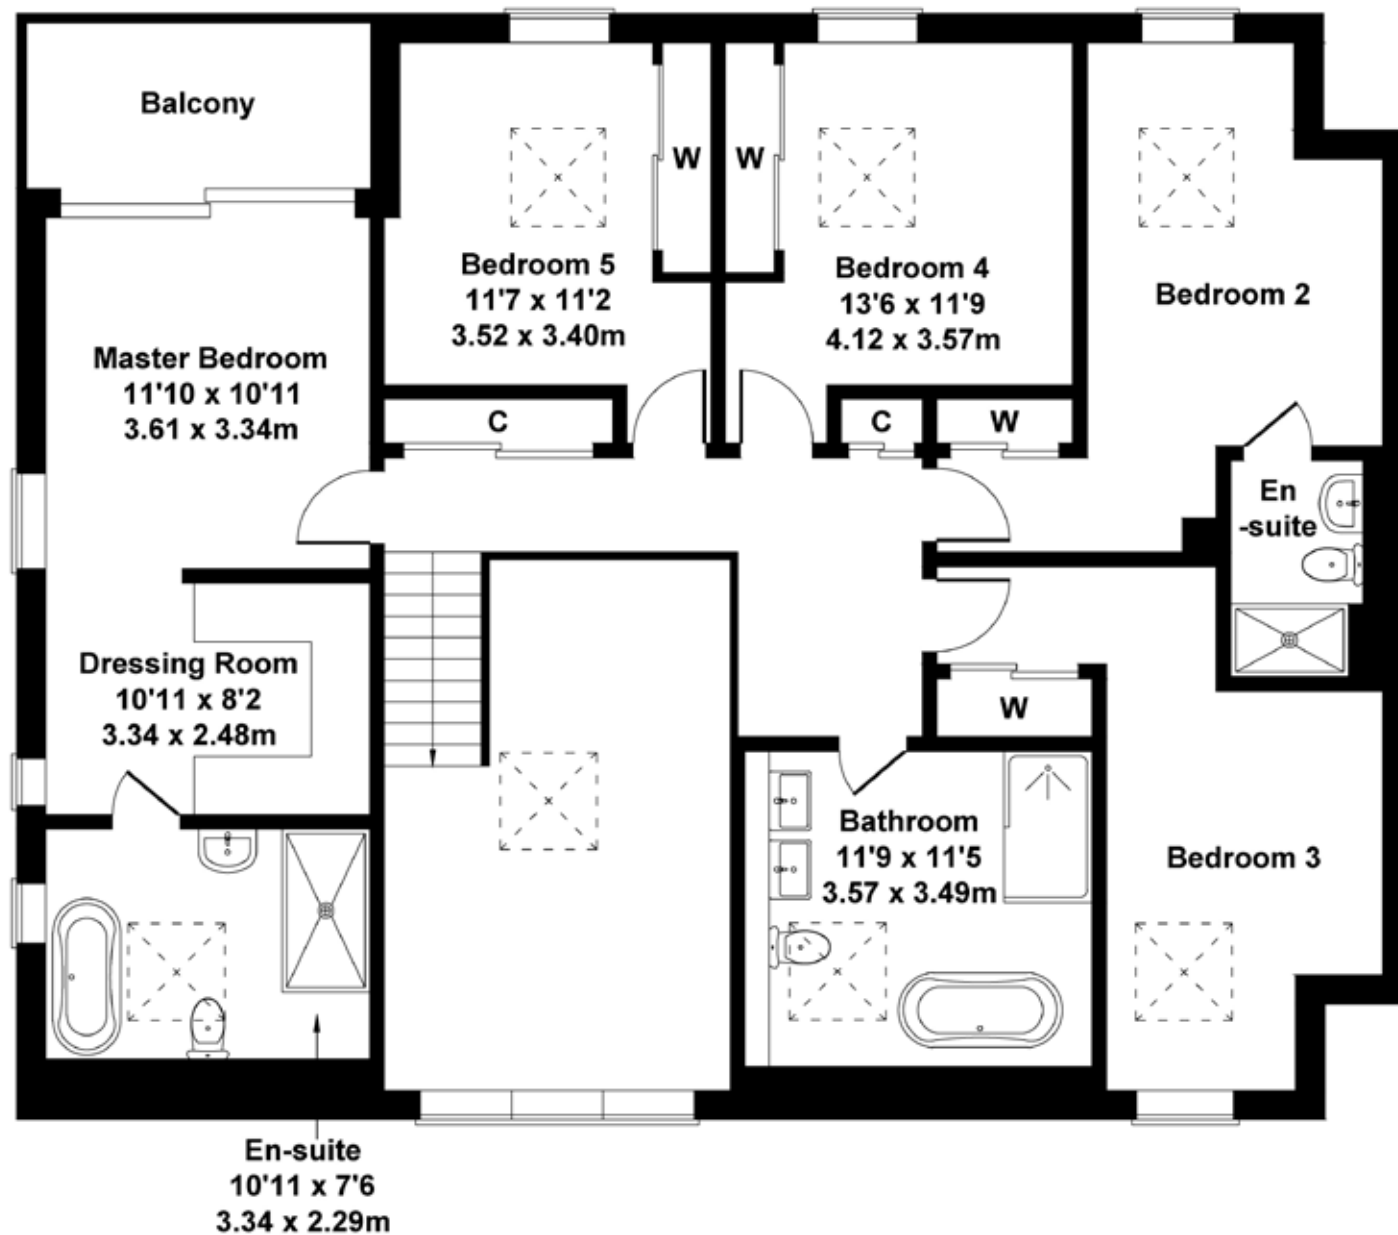 Balcony
W
W
Bedroom 5
11'7 x 11'2
3.52 x 3.40m
Bedroom 4
13'6 x 11'9
4.12 x 3.57m
Bedroom 2
Master Bedroom
11'10 x 10'11
3.61 x 3.34m
C
C
W
En
-suite
Dressing Room
10'11 x 8'2
3.34 x 2.48m
W
Bathroom
11'9 x 11'5
3.57 x 3.49m
Bedroom 3
En-suite
10'11 x 7'6
3.34 x 2.29m